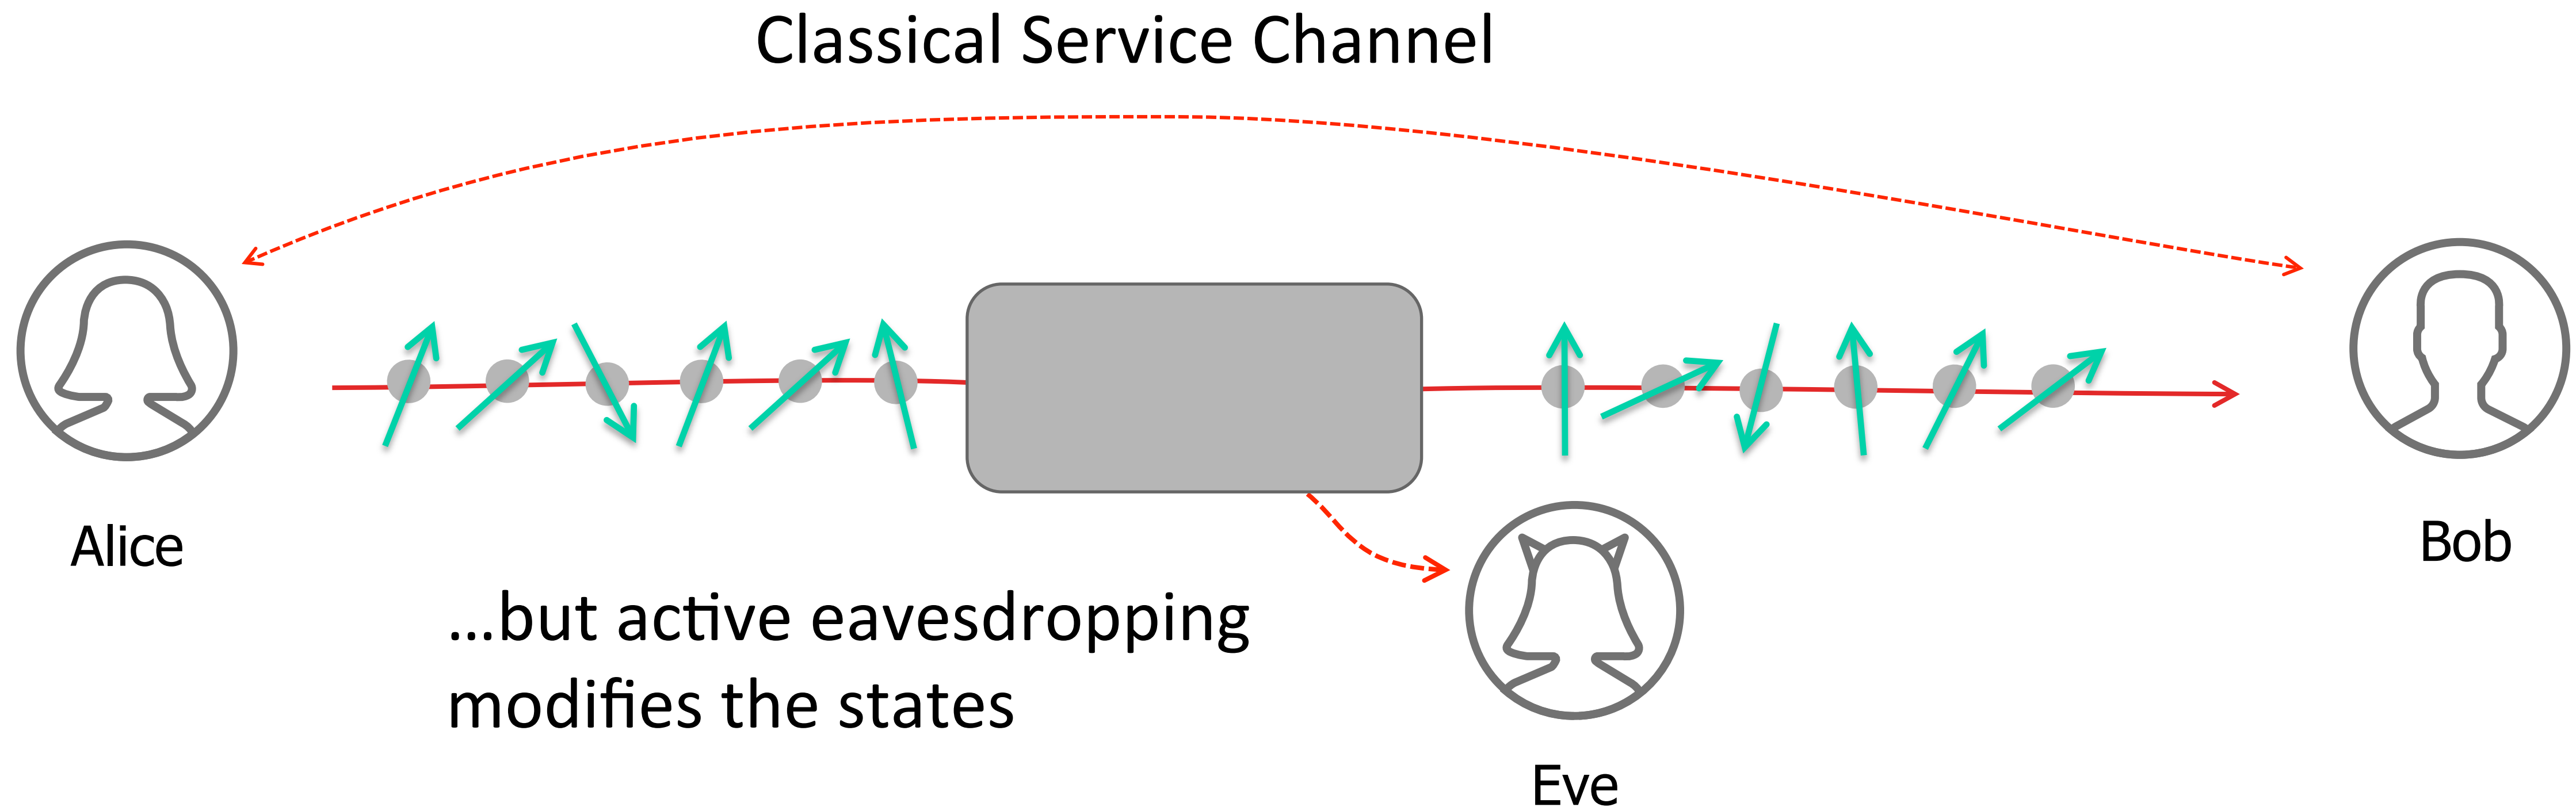 Classical Service Channel
Alice
Bob
...but active eavesdropping
modifies the states
Eve